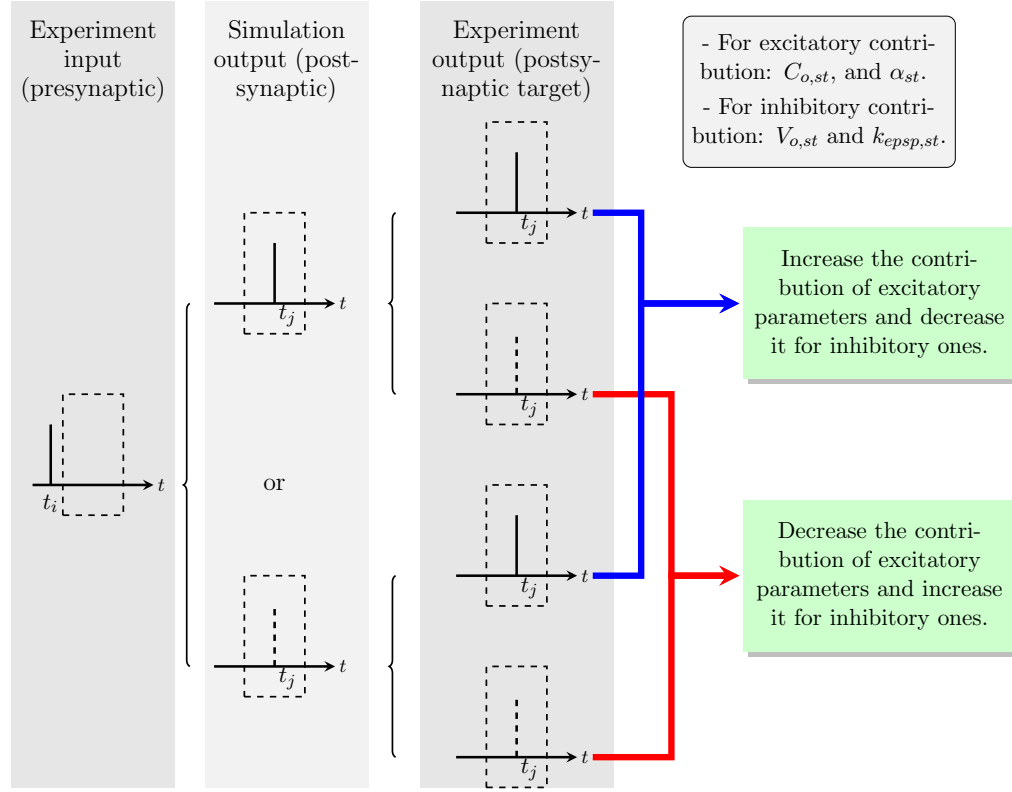 Experiment
input
(presynaptic)
Simulation
output (post-
synaptic)
Experiment
output (postsy-
naptic target)
- For excitatory contri-
bution: $C_{o,st}$, and $\alpha_{st}$.
- For inhibitory contri-
bution: $V_{o,st}$ and $k_{epsp,st}$.
$t$
$t_j$
$t$
$t_j$
Increase the contri-
bution of excitatory
parameters and decrease
it for inhibitory ones.
$t$
$t_j$
$t$
$t_i$
or
$t$
$t_j$
Decrease the contri-
bution of excitatory
parameters and increase
it for inhibitory ones.
$t$
$t_j$
$t$
$t_j$